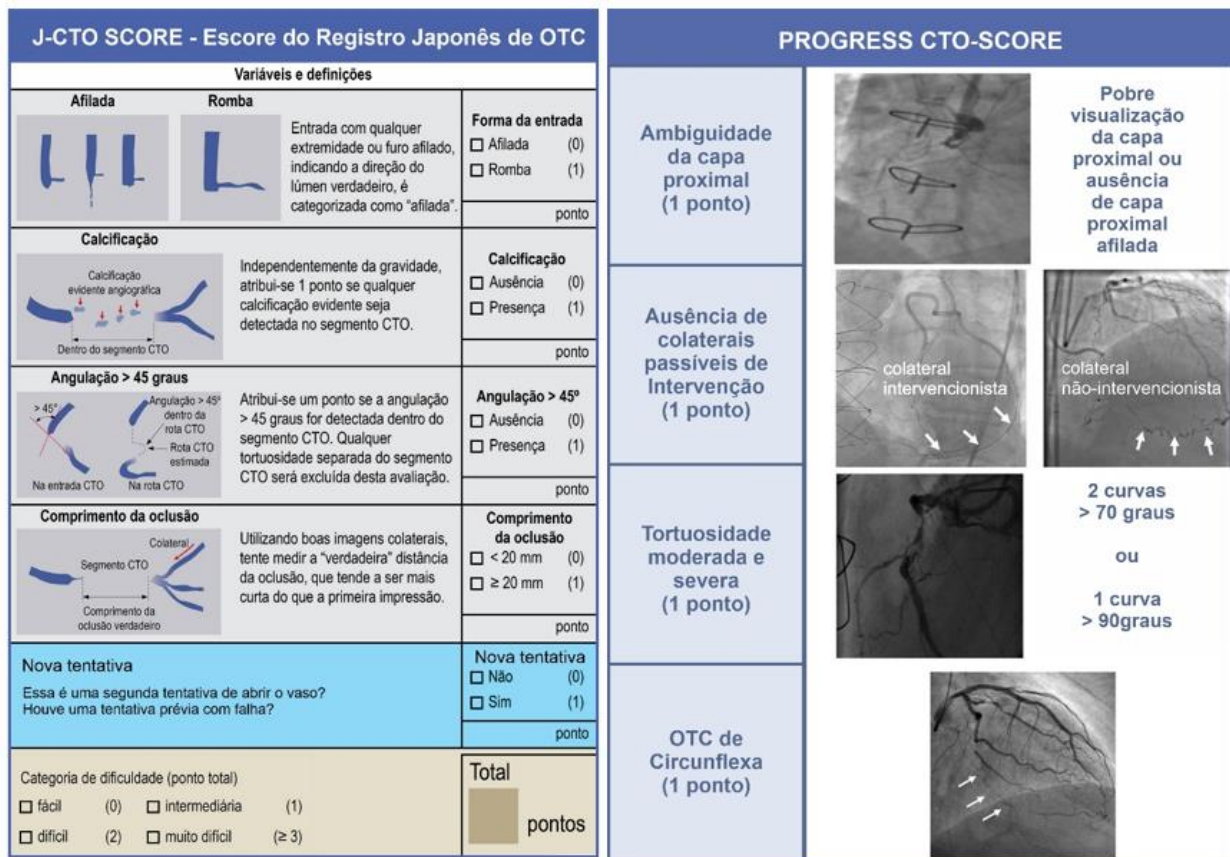 J-CTO SCORE - Escore do Registro Japonês de OTC
Variáveis e definições
Afilada
Romba
Entrada com qualquer
extremidade ou furo afilado,
indicando a direção do
lúmen verdadeiro, é
categorizada como “afilada”.
Forma da entrada
Afilada (0)
Romba (1)
ponto
Calcificação
Calcificação
evidente angiográfica
Dentro do segmento CTO
Independentemente da gravidade,
atribui-se 1 ponto se qualquer
calcificação evidente seja
detectada no segmento CTO.
Calcificação
Ausência (0)
Presença (1)
ponto
Angulação > 45 graus
> 45°
Na entrada CTO
Angulação > 45°
dentro da
rota CTO
Rota CTO
estimada
Na rota CTO
Atribui-se um ponto se a angulação
> 45 graus for detectada dentro do
segmento CTO. Qualquer
tortuosidade separada do segmento
CTO será excluída desta avaliação.
Angulação > 45º
Ausência (0)
Presença (1)
ponto
Comprimento da oclusão
Colateral
Segmento CTO
Comprimento da
oclusão verdadeiro
Utilizando boas imagens colaterais,
tente medir a “verdadeira” distância
da oclusão, que tende a ser mais
curta do que a primeira impressão.
Comprimento
da oclusão
< 20 mm (0)
≥ 20 mm (1)
ponto
Nova tentativa
Essa é uma segunda tentativa de abrir o vaso?
Houve uma tentativa prévia com falha?
Nova tentativa
Não (0)
Sim (1)
ponto
Categoria de dificuldade (ponto total)
fácil (0) intermediária (1)
difícil (2) muito difícil (≥ 3)
Total
pontos
PROGRESS CTO-SCORE
Ambiguidade
da capa
proximal
(1 ponto)
Pobre
visualização
da capa
proximal ou
ausência
de capa
proximal
afilada
Ausência de
colaterais
passíveis de
Intervenção
(1 ponto)
colateral
intervencionista
colateral
não-intervencionista
Tortuosidade
moderada e
severa
(1 ponto)
2 curvas
> 70 graus
ou
1 curva
> 90graus
OTC de
Circunflexa
(1 ponto)